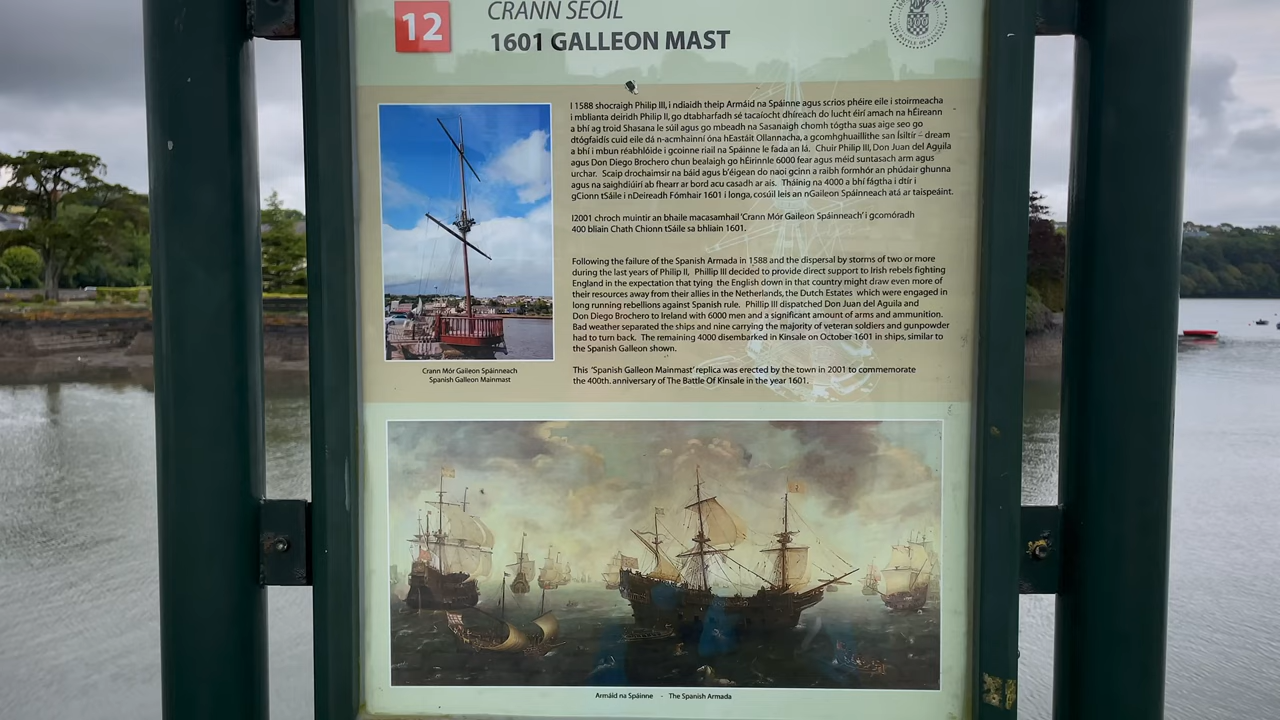 12
CRANN SEOIL
1601 GALLEON MAST
I 1588 shocraigh Philip III, i ndiaidh theip Armáid na Spáinne agus scrios phéire eile i stoirmeacha
i mblianta deiridh Philip II, go dtabharfadh sé tacaíocht dhíreach do lucht éirí amach na hÉireann
a bhí ag troid Shasana le súil agus go mbeadh na Sasanaigh chomh tógtha suas aige seo go
dtógfaidís cuid eile dá n-acmhainní óna hEastáit Ollannacha, a gcomhghuaillithe san Ísiltír – dream
a bhí i mbun réabhlóide i gcoinne riail na Spáinne le fada an lá. Chuir Philip III, Don Juan del Aguila
agus Don Diego Brochero chun bealaigh go hÉirinnle 6000 fear agus méid suntasach arm agus
urchar. Scaip drochaimsir na báid agus b'éigean do naoi gcinn a raibh formhór an phúdair ghunna
agus na saighdiúirí ab fhearr ar bord acu casadh ar ais. Tháinig na 4000 a bhí fágtha i dtír i
gCionn tSáile i nDeireadh Fómhair 1601 i longa, cosúil leis an nGaileon Spáinneach atá ar taispeáint.
I2001 chroch muintir an bhaile macasamhail 'Crann Mór Gaileon Spáinneach' i gcomóradh
400 bliain Chath Chionn tSáile sa bhliain 1601.
Following the failure of the Spanish Armada in 1588 and the dispersal by storms of two or more
during the last years of Philip II, Phillip III decided to provide direct support to Irish rebels fighting
England in the expectation that tying the English down in that country might draw even more of
their resources away from their allies in the Netherlands, the Dutch Estates which were engaged in
long running rebellions against Spanish rule. Phillip III dispatched Don Juan del Aguila and
Don Diego Brochero to Ireland with 6000 men and a significant amount of arms and ammunition.
Bad weather separated the ships and nine carrying the majority of veteran soldiers and gunpowder
had to turn back. The remaining 4000 disembarked in Kinsale on October 1601 in ships, similar to
the Spanish Galleon shown.
This 'Spanish Galleon Mainmast' replica was erected by the town in 2001 to commemorate
the 400th. anniversary of The Battle Of Kinsale in the year 1601.
Crann Mór Gaileon Spáinneach
Spanish Galleon Mainmast
Armáid na Spáinne - The Spanish Armada